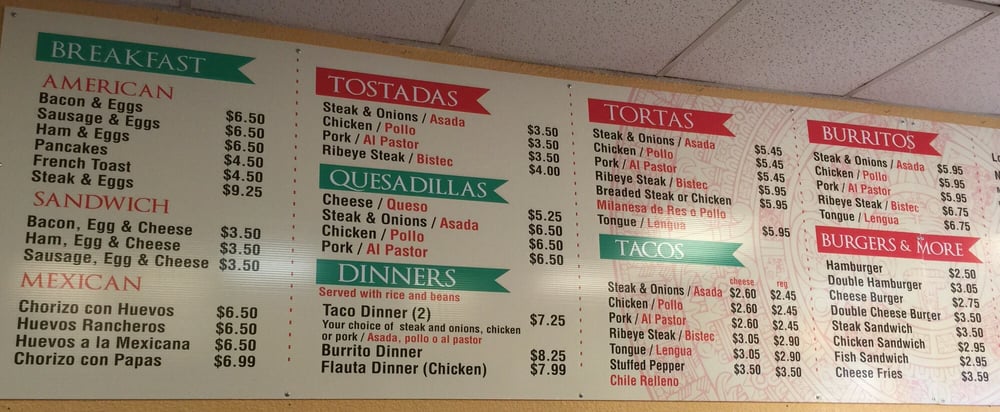 BREAKFAST
AMERICAN
Bacon & Eggs $6.50
Sausage & Eggs $6.50
Ham & Eggs $6.50
Pancakes $4.50
French Toast $4.50
Steak & Eggs $9.25
SANDWICH
Bacon, Egg & Cheese $3.50
Ham, Egg & Cheese $3.50
Sausage, Egg & Cheese $3.50
MEXICAN
Chorizo con Huevos $6.50
Huevos Rancheros $6.50
Huevos a la Mexicana $6.50
Chorizo con Papas $6.99
TOSTADAS
Steak & Onions / Asada $3.50
Chicken / Pollo $3.50
Pork / Al Pastor $3.50
Ribeye Steak / Bistec $4.00
QUESADILLAS
Cheese / Queso $5.25
Steak & Onions / Asada $6.50
Chicken / Pollo $6.50
Pork / Al Pastor $6.50
DINNERS
Served with rice and beans
Taco Dinner (2) $7.25
Your choice of steak and onions, chicken
or pork / Asada, pollo o al pastor
Burrito Dinner $8.25
Flauta Dinner (Chicken) $7.99
TORTAS
Steak & Onions / Asada $5.45
Chicken / Pollo $5.45
Pork / Al Pastor $5.45
Ribeye Steak / Bistec $5.95
Breaded Steak or Chicken $5.95
Milanesa de Res o Pollo
Tongue / Lengua $5.95
TACOS
cheese reg
Steak & Onions / Asada $2.60 $2.45
Chicken / Pollo $2.60 $2.45
Pork / Al Pastor $2.60 $2.45
Ribeye Steak / Bistec $3.05 $2.90
Tongue / Lengua $3.05 $2.90
Stuffed Pepper $3.50 $3.50
Chile Relleno
BURRITOS
Steak & Onions / Asada $5.95
Chicken / Pollo $5.95
Pork / Al Pastor $5.95
Ribeye Steak / Bistec $6.75
Tongue / Lengua $6.75
BURGERS & MORE
Hamburger $2.50
Double Hamburger $3.05
Cheese Burger $2.75
Double Cheese Burger $3.50
Steak Sandwich $3.50
Chicken Sandwich $2.95
Fish Sandwich $2.95
Cheese Fries $3.59